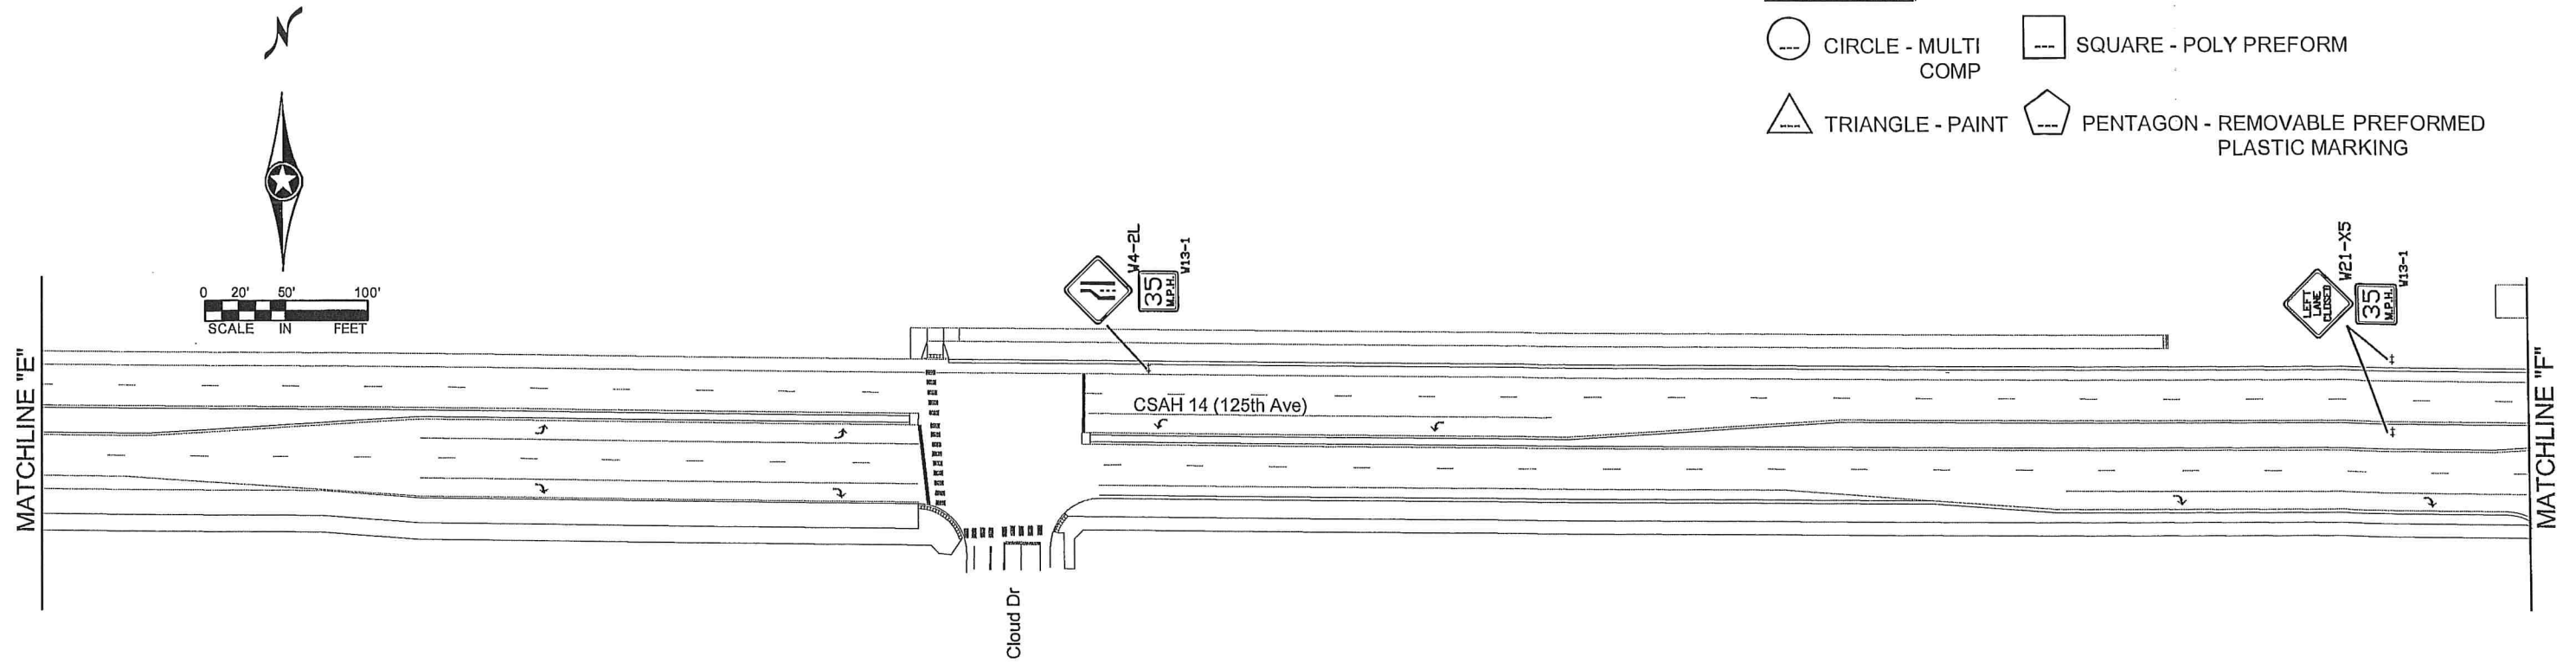 N
CIRCLE - MULTI
COMP
SQUARE - POLY PREFORM
TRIANGLE - PAINT
PENTAGON - REMOVABLE PREFORMED
PLASTIC MARKING
0 20' 50' 100'
SCALE IN FEET
W4-2L
35
M.P.H.
W13-1
LEFT
LANE
CLOSED
W21-X5
35
M.P.H.
W13-1
MATCHLINE "E"
CSAH 14 (125th Ave)
MATCHLINE "F"
Cloud Dr